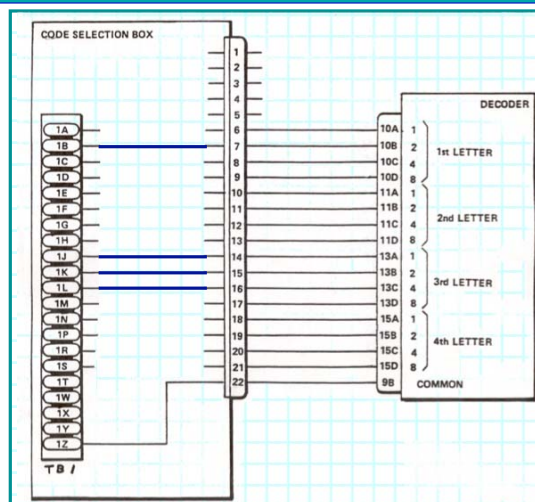 CODE SELECTION BOX
1
2
3
4
5
6
7
8
9
10
11
12
13
14
15
16
17
18
19
20
21
22
1A
1B
1C
1D
1E
1F
1G
1H
1J
1K
1L
1M
1N
1P
1R
1S
1T
1W
1X
1Y
1Z
TB1
DECODER
10A 1
10B 2
10C 4
10D 8
1st LETTER
11A 1
11B 2
11C 4
11D 8
2nd LETTER
13A 1
13B 2
13C 4
13D 8
3rd LETTER
15A 1
15B 2
15C 4
15D 8
4th LETTER
9B COMMON